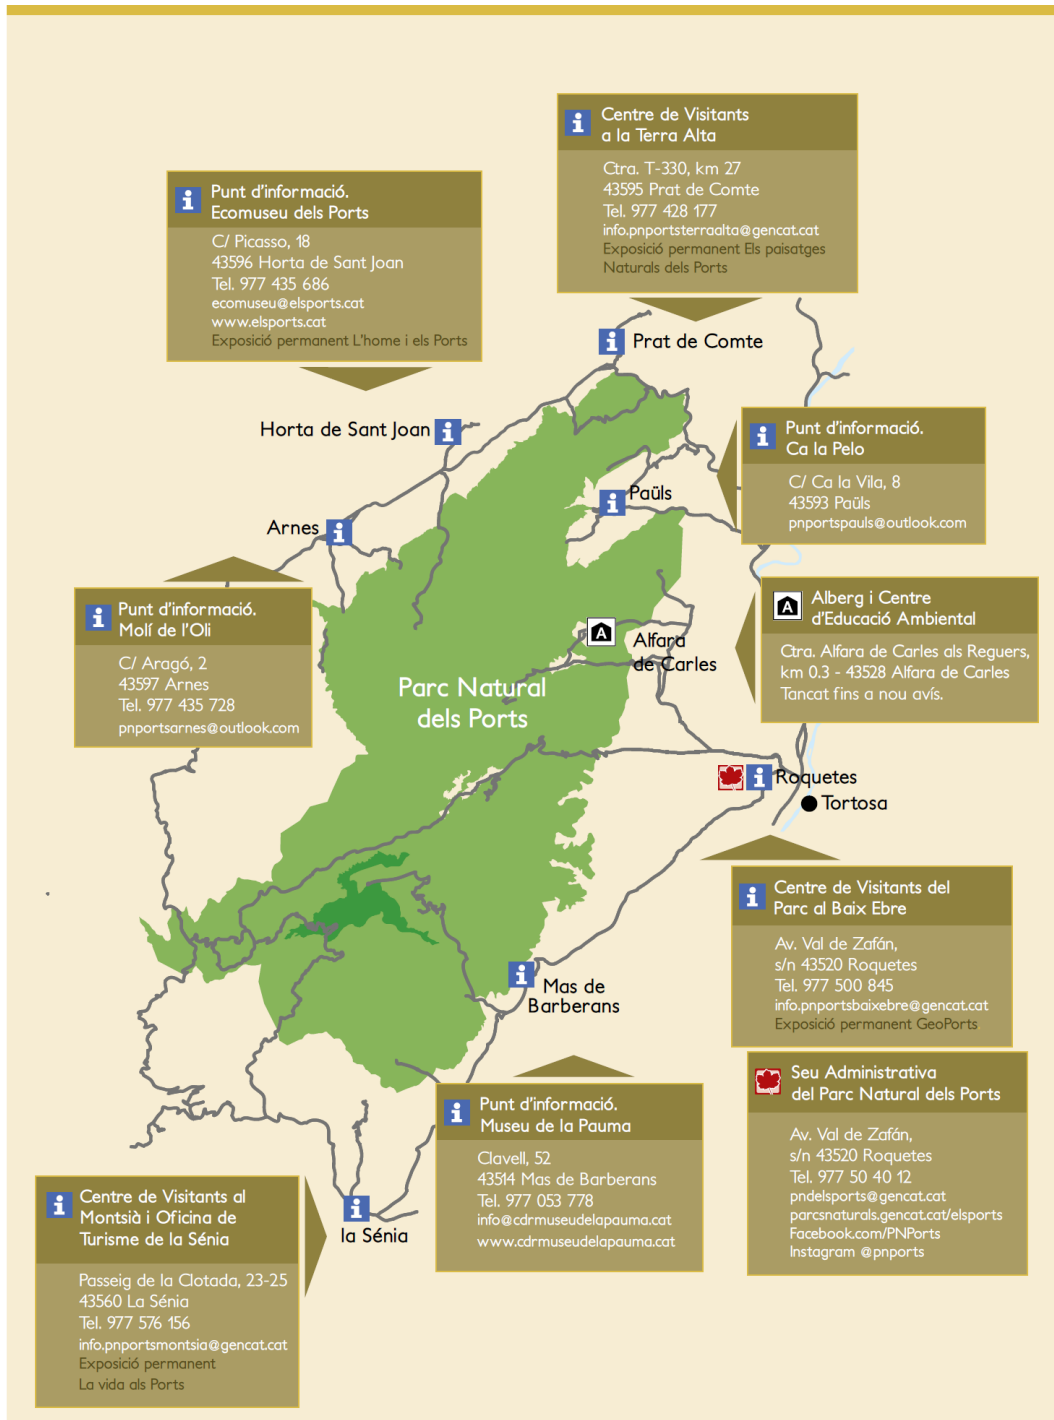 Centre de Visitants
a la Terra Alta
Ctra. T-330, km 27
43595 Prat de Comte
Tel. 977 428 177
info.pnportsterraalta@gencat.cat
Exposició permanent Els paisatges
Naturals dels Ports
Punt d'informació.
Ecomuseu dels Ports
C/ Picasso, 18
43596 Horta de Sant Joan
Tel. 977 435 686
ecomuseu@elsports.cat
www.elsports.cat
Exposició permanent L'home i els Ports
Prat de Comte
Horta de Sant Joan
Punt d'informació.
Ca la Pelo
C/ Ca la Vila, 8
43593 Paüls
pnportspauls@outlook.com
Paüls
Arnes
Punt d'informació.
Molí de l'Oli
C/ Aragó, 2
43597 Arnes
Tel. 977 435 728
pnportsarnes@outlook.com
A
Alberg i Centre
d'Educació Ambiental
Ctra. Alfara de Carles als Reguers,
km 0.3 - 43528 Alfara de Carles
Tancat fins a nou avís.
A
Alfara
de Carles
Parc Natural
dels Ports
Roquetes
Tortosa
Centre de Visitants del
Parc al Baix Ebre
Av. Val de Zafán,
s/n 43520 Roquetes
Tel. 977 500 845
info.pnportsbaixebre@gencat.cat
Exposició permanent GeoPorts
Mas de
Barberans
Seu Administrativa
del Parc Natural dels Ports
Av. Val de Zafán,
s/n 43520 Roquetes
Tel. 977 50 40 12
pndelsports@gencat.cat
parcsnaturals.gencat.cat/elsports
Facebook.com/PNPorts
Instagram @pnports
Punt d'informació.
Museu de la Pauma
Clavell, 52
43514 Mas de Barberans
Tel. 977 053 778
info@cdrmuseudelapauma.cat
www.cdrmuseudelapauma.cat
Centre de Visitants al
Montsià i Oficina de
Turisme de la Sénia
Passeig de la Clotada, 23-25
43560 La Sénia
Tel. 977 576 156
info.pnportsmontsia@gencat.cat
Exposició permanent
La vida als Ports
la Sénia